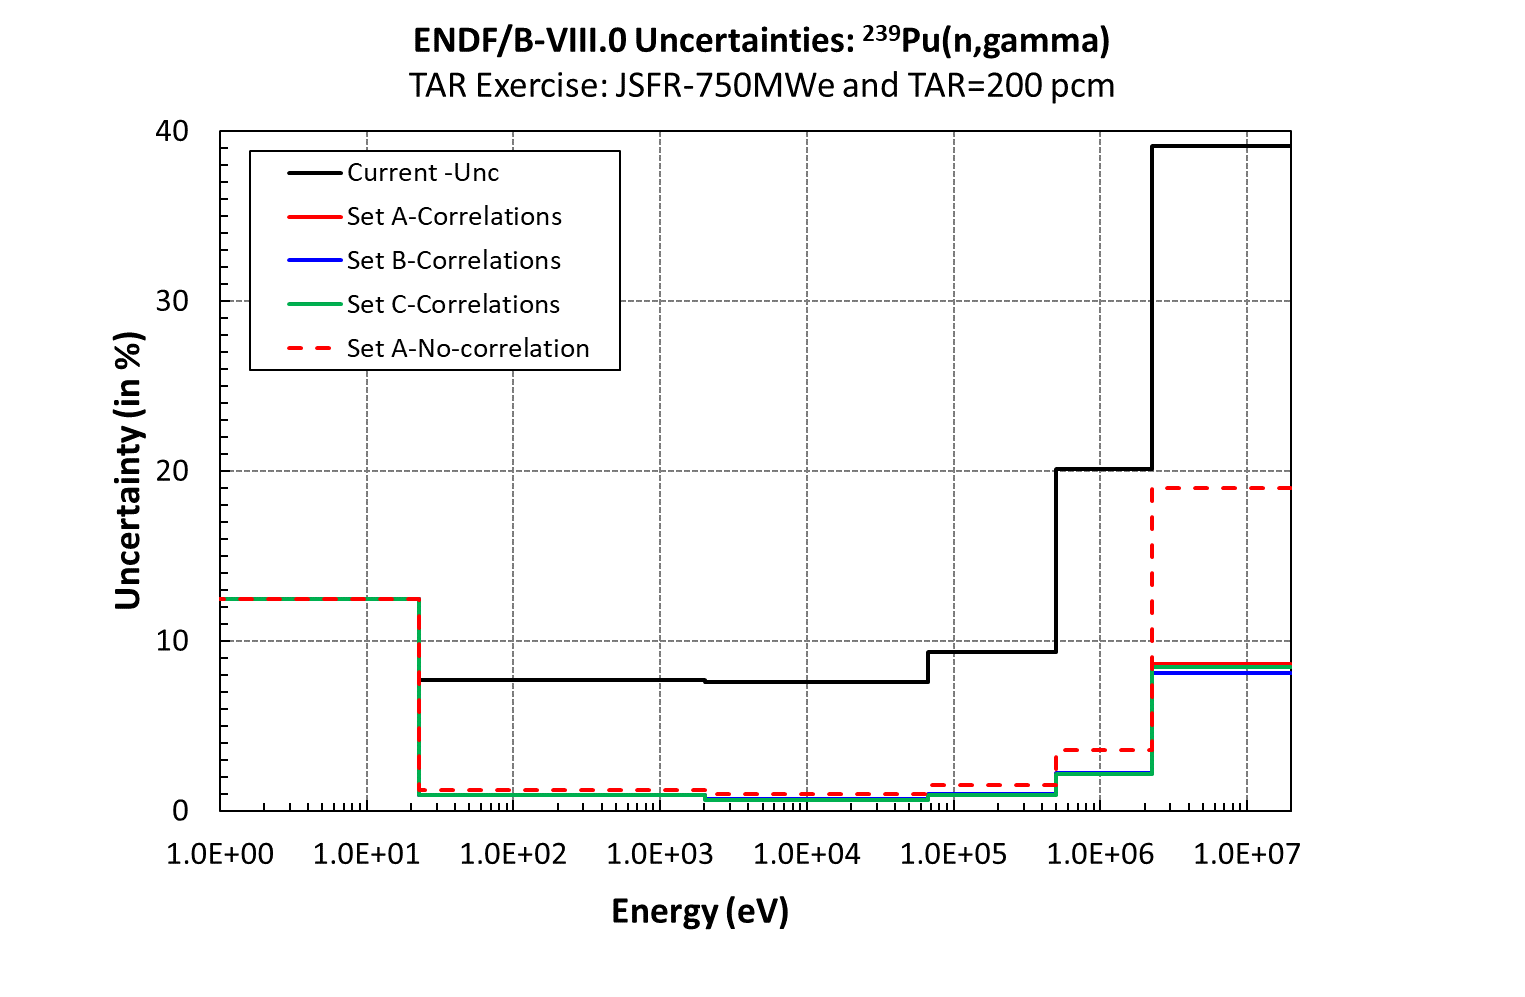 ENDF/B-VIII.0 Uncertainties: ²³⁹Pu(n,gamma)
TAR Exercise: JSFR-750MWe and TAR=200 pcm
40
30
20
10
0
Uncertainty (in %)
Current -Unc
Set A-Correlations
Set B-Correlations
Set C-Correlations
Set A-No-correlation
1.0E+00 1.0E+01 1.0E+02 1.0E+03 1.0E+04 1.0E+05 1.0E+06 1.0E+07
Energy (eV)